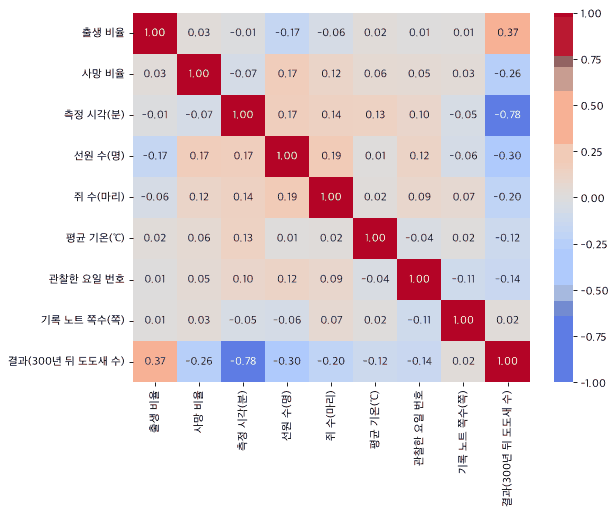 출생 비율 1.00 0.03 -0.01 -0.17 -0.06 0.02 0.01 0.01 0.37
사망 비율 0.03 1.00 -0.07 0.17 0.12 0.06 0.05 0.03 -0.26
측정 시각(분) -0.01 -0.07 1.00 0.17 0.14 0.13 0.10 -0.05 -0.78
선원 수(명) -0.17 0.17 0.17 1.00 0.19 0.01 0.12 -0.06 -0.30
쥐 수(마리) -0.06 0.12 0.14 0.19 1.00 0.02 0.09 0.07 -0.20
평균 기온(℃) 0.02 0.06 0.13 0.01 0.02 1.00 -0.04 0.02 -0.12
관찰한 요일 번호 0.01 0.05 0.10 0.12 0.09 -0.04 1.00 -0.11 -0.14
기록 노트 쪽수(쪽) 0.01 0.03 -0.05 -0.06 0.07 0.02 -0.11 1.00 0.02
결과(300년 뒤 도도새 수) 0.37 -0.26 -0.78 -0.30 -0.20 -0.12 -0.14 0.02 1.00
출생 비율
사망 비율
측정 시각(분)
선원 수(명)
쥐 수(마리)
평균 기온(℃)
관찰한 요일 번호
기록 노트 쪽수(쪽)
결과(300년 뒤 도도새 수)
1.00
0.75
0.50
0.25
0.00
-0.25
-0.50
-0.75
-1.00